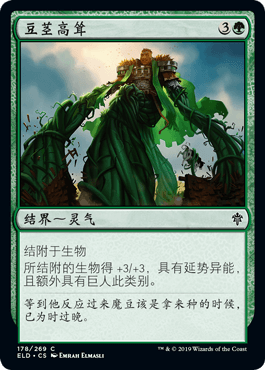 豆茎高耸 3
结界～灵气
结附于生物
所结附的生物得 +3/+3，具有延势异能，
且额外具有巨人此类别。
等到他反应过来魔豆该是拿来种的时候，
已为时过晚。
178/269 C
ELD • CS EMRAH ELMASLI
™ & © 2019 Wizards of the Coast